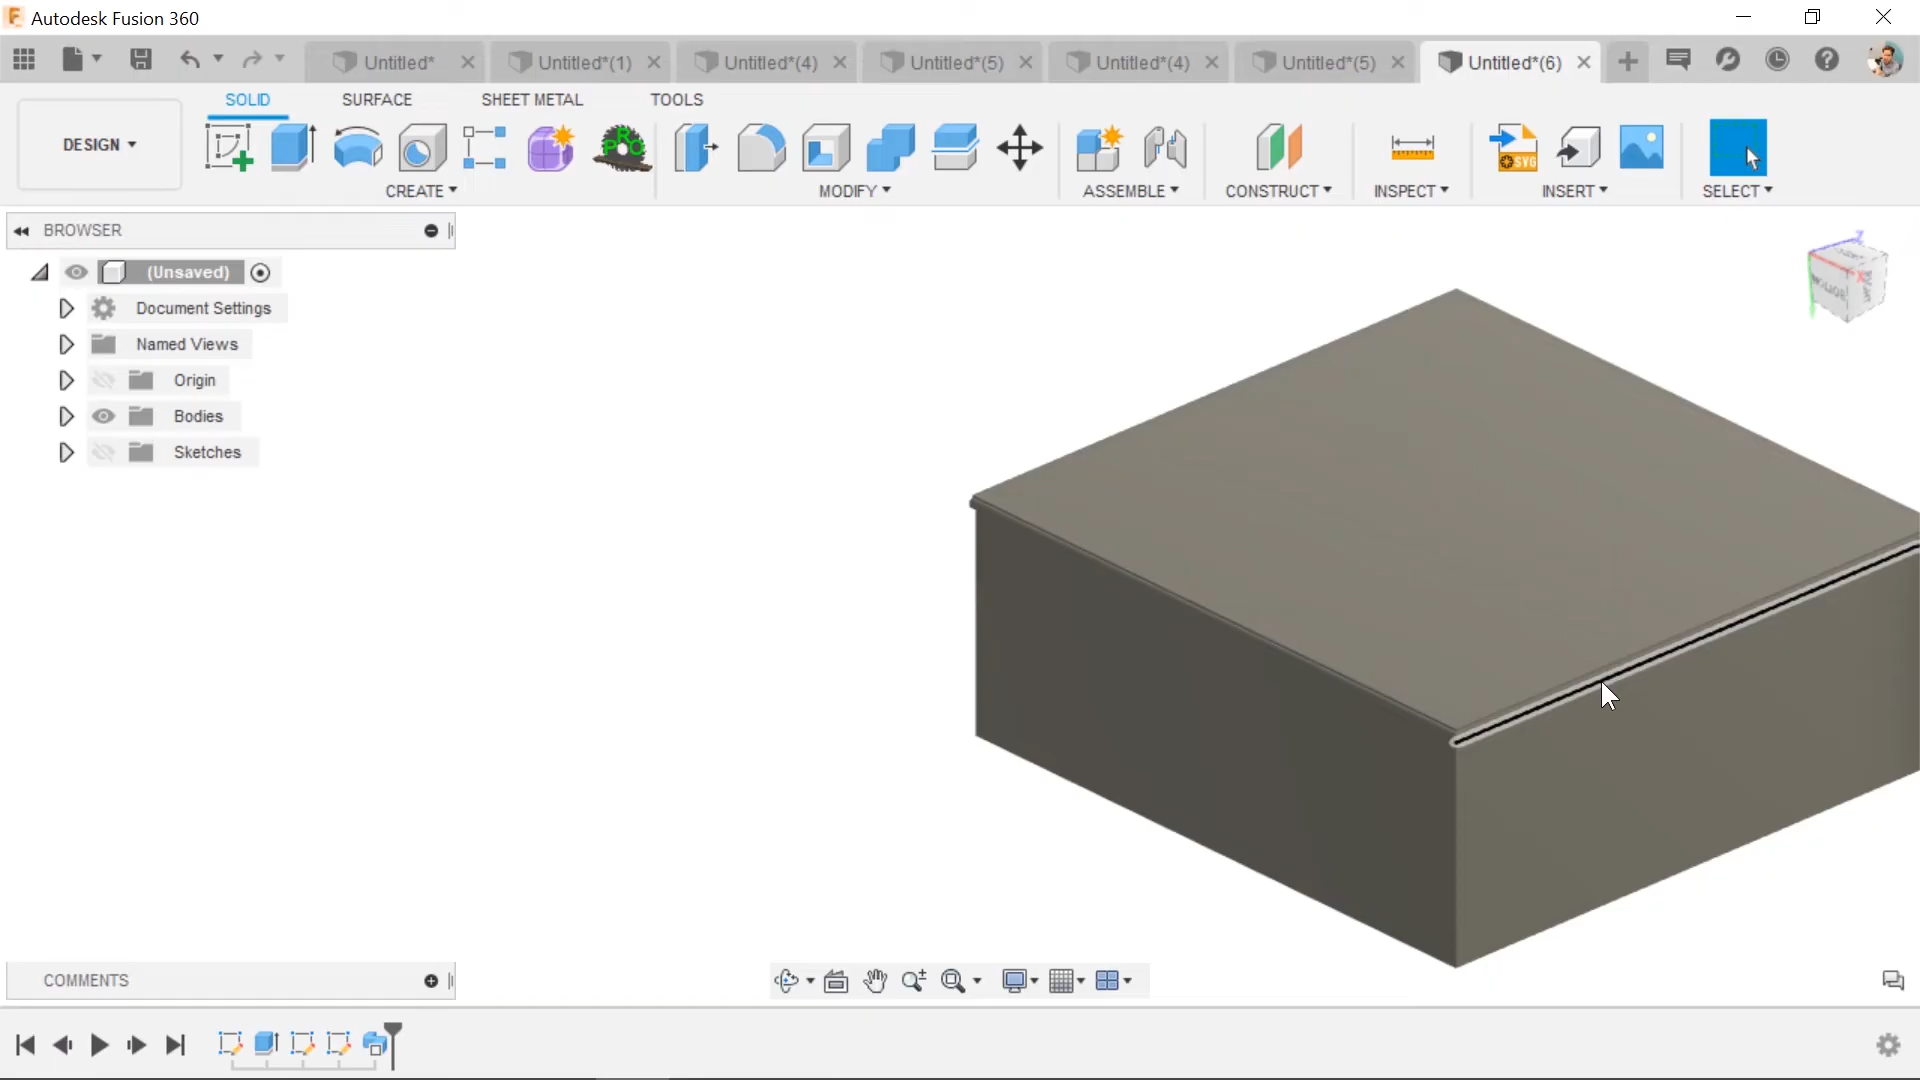 Autodesk Fusion 360
Untitled*
Untitled*(1)
Untitled*(4)
Untitled*(5)
Untitled*(4)
Untitled*(5)
Untitled*(6)
SOLID
SURFACE
SHEET METAL
TOOLS
DESIGN
CREATE
MODIFY
ASSEMBLE
CONSTRUCT
INSPECT
SVG
INSERT
SELECT
BROWSER
(Unsaved)
Document Settings
Named Views
Origin
Bodies
Sketches
Z
X
COMMENTS